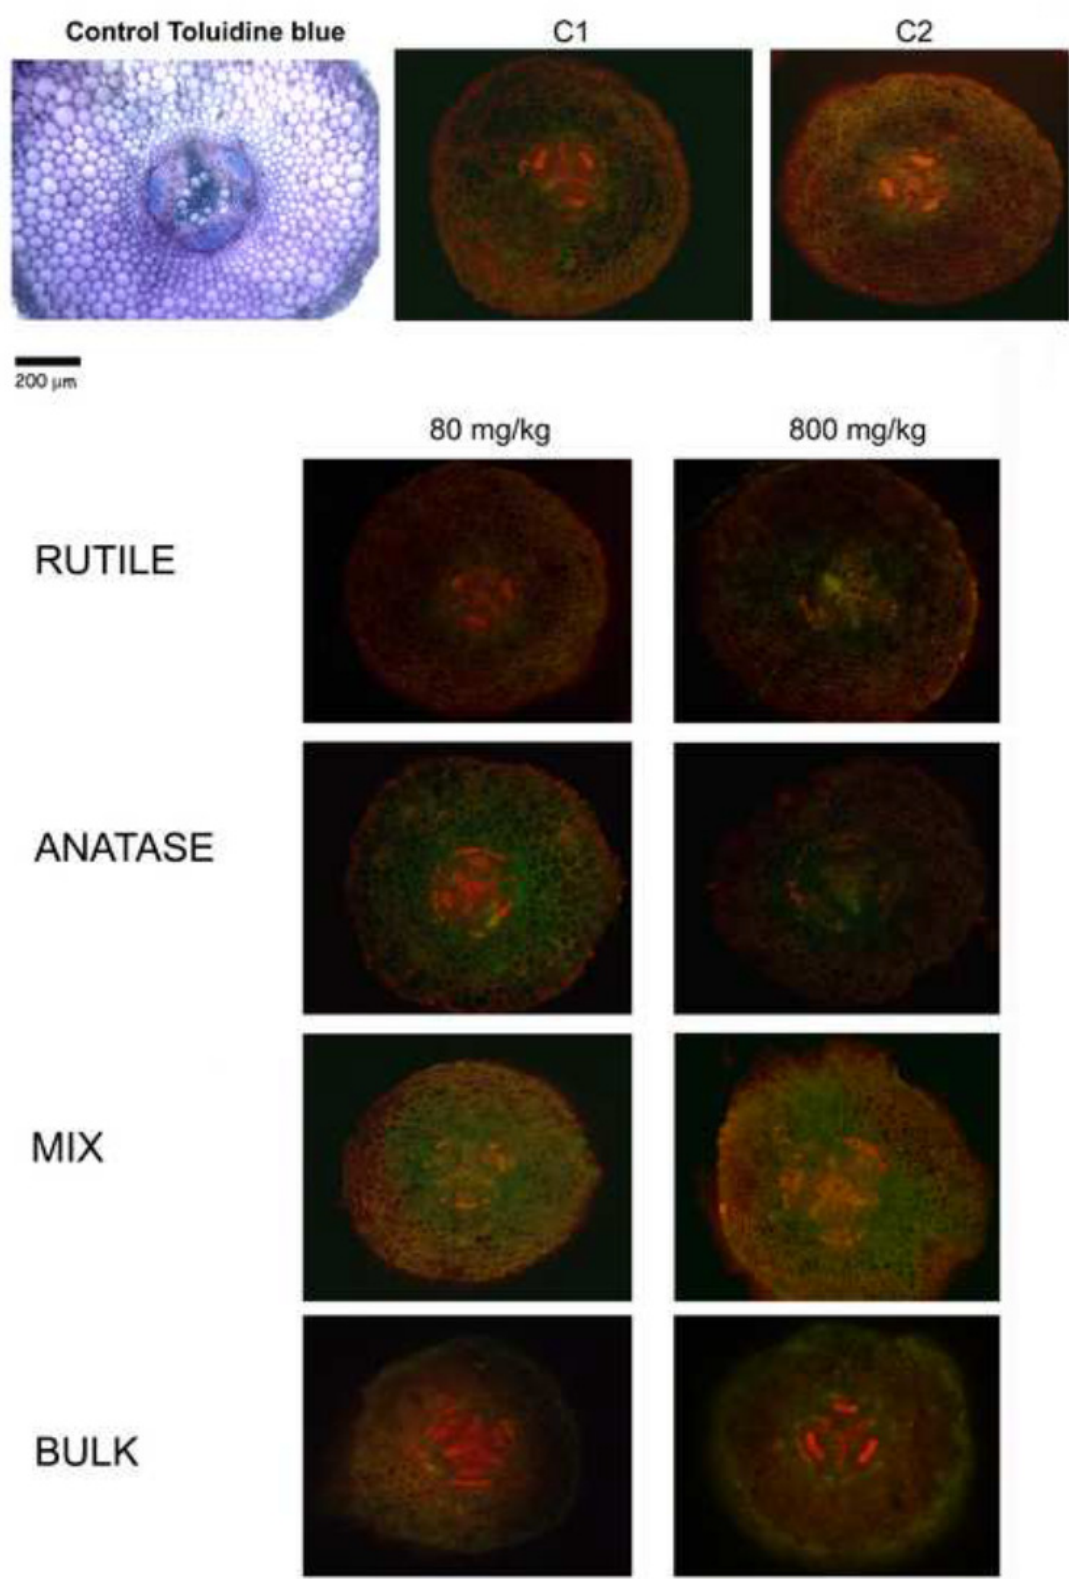 Control Toluidine blue
C1
C2
200 µm
80 mg/kg
800 mg/kg
RUTILE
ANATASE
MIX
BULK